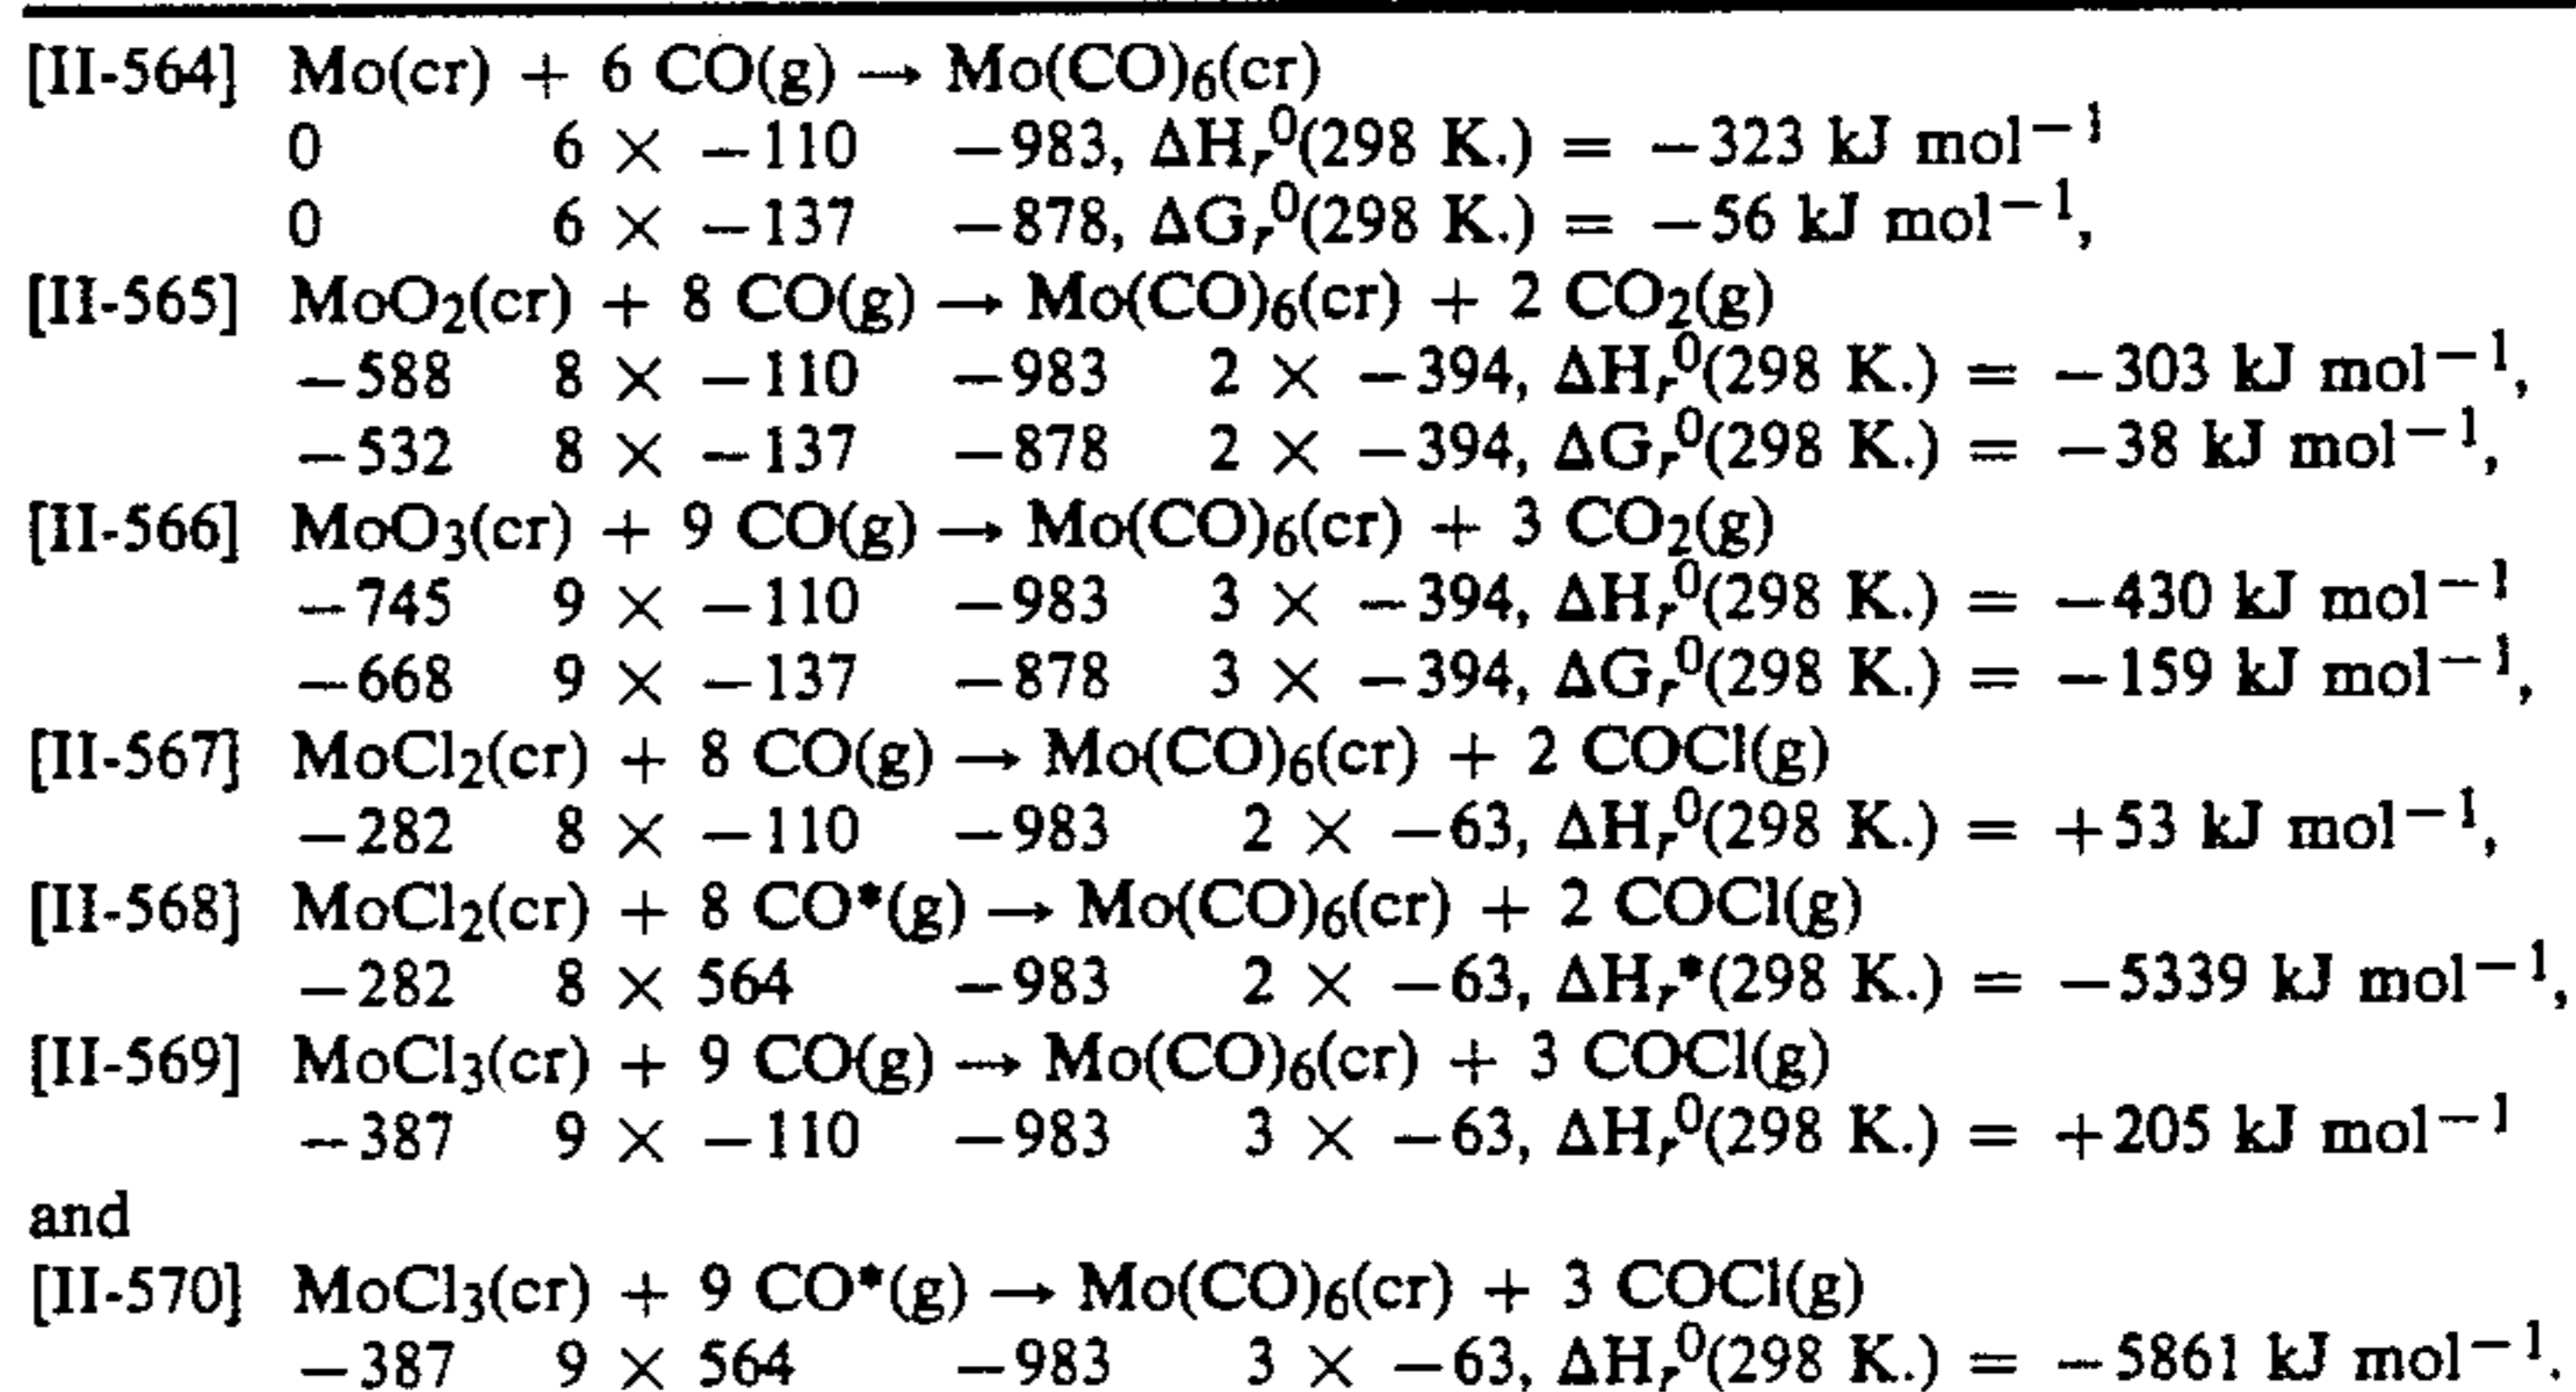 [II-564] Mo(cr) + 6 CO(g) → Mo(CO)₆(cr)
0 6 × −110 −983, ΔHᵣ⁰(298 K.) = −323 kJ mol⁻¹
0 6 × −137 −878, ΔGᵣ⁰(298 K.) = −56 kJ mol⁻¹,
[II-565] MoO₂(cr) + 8 CO(g) → Mo(CO)₆(cr) + 2 CO₂(g)
−588 8 × −110 −983 2 × −394, ΔHᵣ⁰(298 K.) = −303 kJ mol⁻¹,
−532 8 × −137 −878 2 × −394, ΔGᵣ⁰(298 K.) = −38 kJ mol⁻¹,
[II-566] MoO₃(cr) + 9 CO(g) → Mo(CO)₆(cr) + 3 CO₂(g)
−745 9 × −110 −983 3 × −394, ΔHᵣ⁰(298 K.) = −430 kJ mol⁻¹
−668 9 × −137 −878 3 × −394, ΔGᵣ⁰(298 K.) = −159 kJ mol⁻¹,
[II-567] MoCl₂(cr) + 8 CO(g) → Mo(CO)₆(cr) + 2 COCl(g)
−282 8 × −110 −983 2 × −63, ΔHᵣ⁰(298 K.) = +53 kJ mol⁻¹,
[II-568] MoCl₂(cr) + 8 CO*(g) → Mo(CO)₆(cr) + 2 COCl(g)
−282 8 × 564 −983 2 × −63, ΔHᵣ*(298 K.) = −5339 kJ mol⁻¹,
[II-569] MoCl₃(cr) + 9 CO(g) → Mo(CO)₆(cr) + 3 COCl(g)
−387 9 × −110 −983 3 × −63, ΔHᵣ⁰(298 K.) = +205 kJ mol⁻¹
and
[II-570] MoCl₃(cr) + 9 CO*(g) → Mo(CO)₆(cr) + 3 COCl(g)
−387 9 × 564 −983 3 × −63, ΔHᵣ⁰(298 K.) = −5861 kJ mol⁻¹.